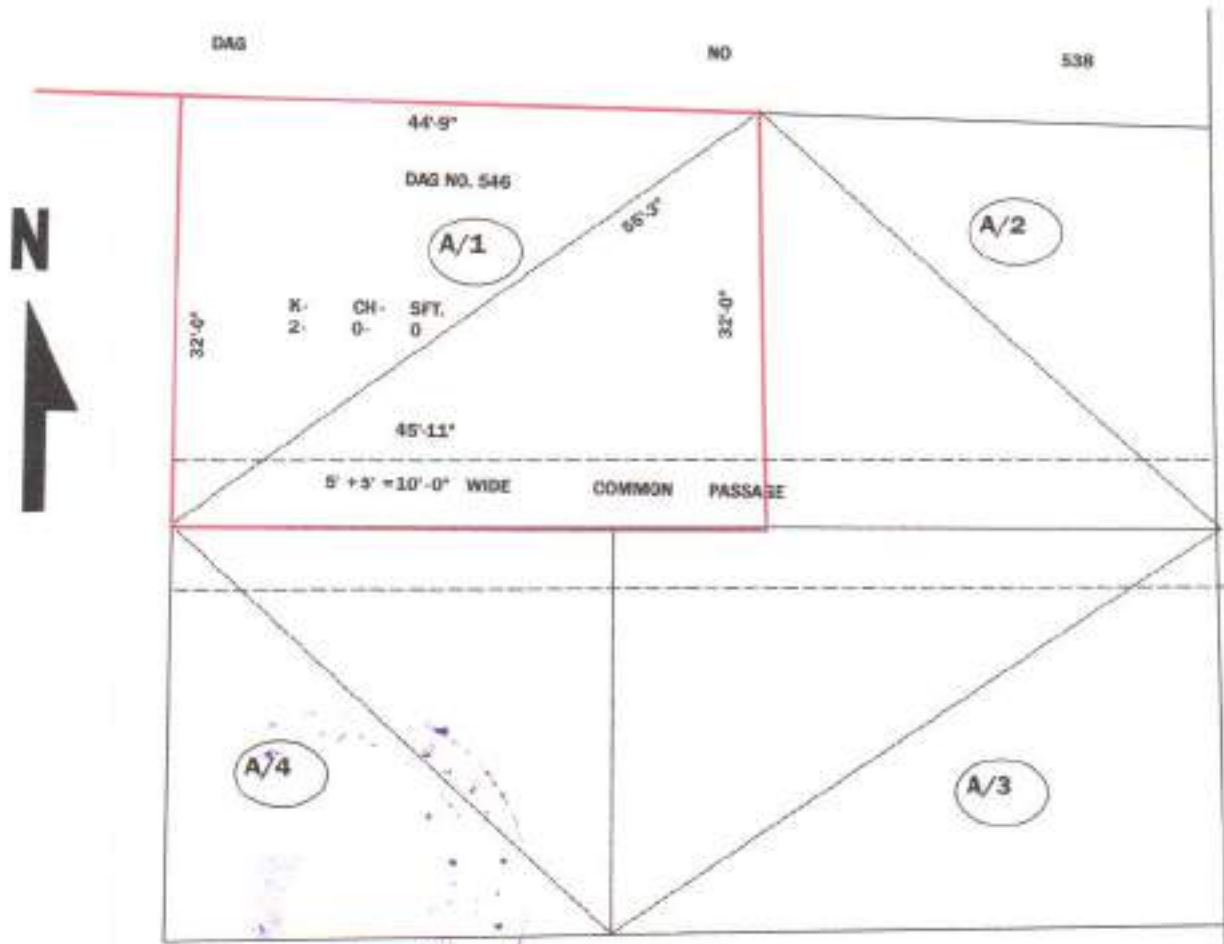 DAG NO 538
44'-9"
DAG NO. 546
A/1
56'-3"
A/2
N
K- CH- SFT.
2- 0- 0
32'-0"
32'-0"
45'-11"
5' + 5' =10'-0" WIDE COMMON PASSAGE
A/4
A/3